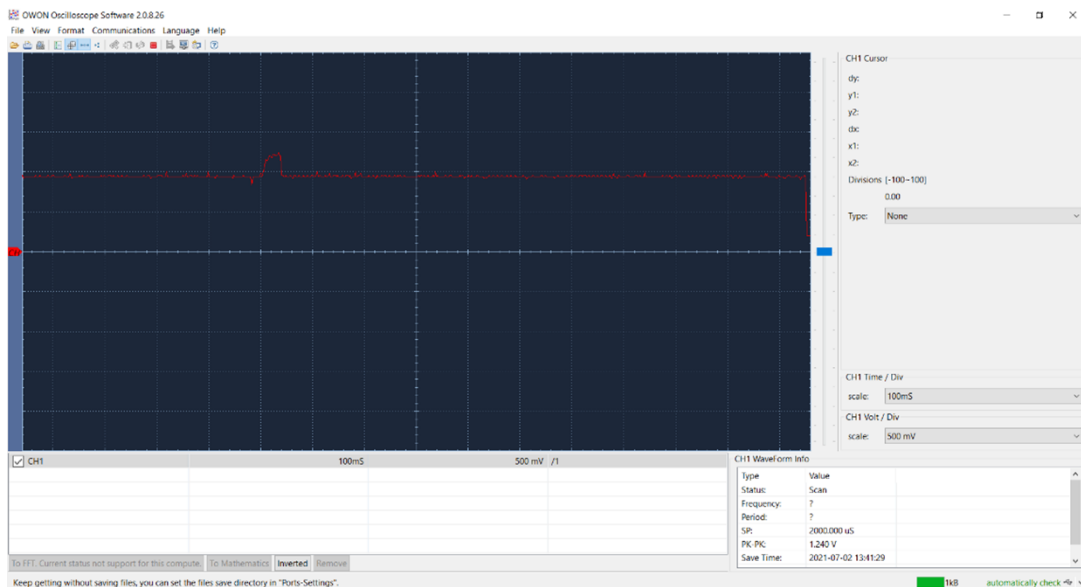 OWON Oscilloscope Software 2.0.8.26
File View Format Communications Language Help
CH1 Cursor
dy:
y1:
y2:
dx:
x1:
x2:
Divisions [-100~100]
0.00
Type: None
CH1 Time / Div
scale: 100mS
CH1 Volt / Div
scale: 500 mV
CH1 100mS 500 mV /1
CH1 Waveform Info
Type Value
Status: Scan
Frequency: ?
Period: ?
SP: 2000.000 uS
PK-PK: 1.240 V
Save Time: 2021-07-02 13:41:29
To FFT. Current status not support for this compute. To Mathematics Inverted Remove
Keep getting without saving files, you can set the files save directory in "Ports-Settings".
1kB automatically check